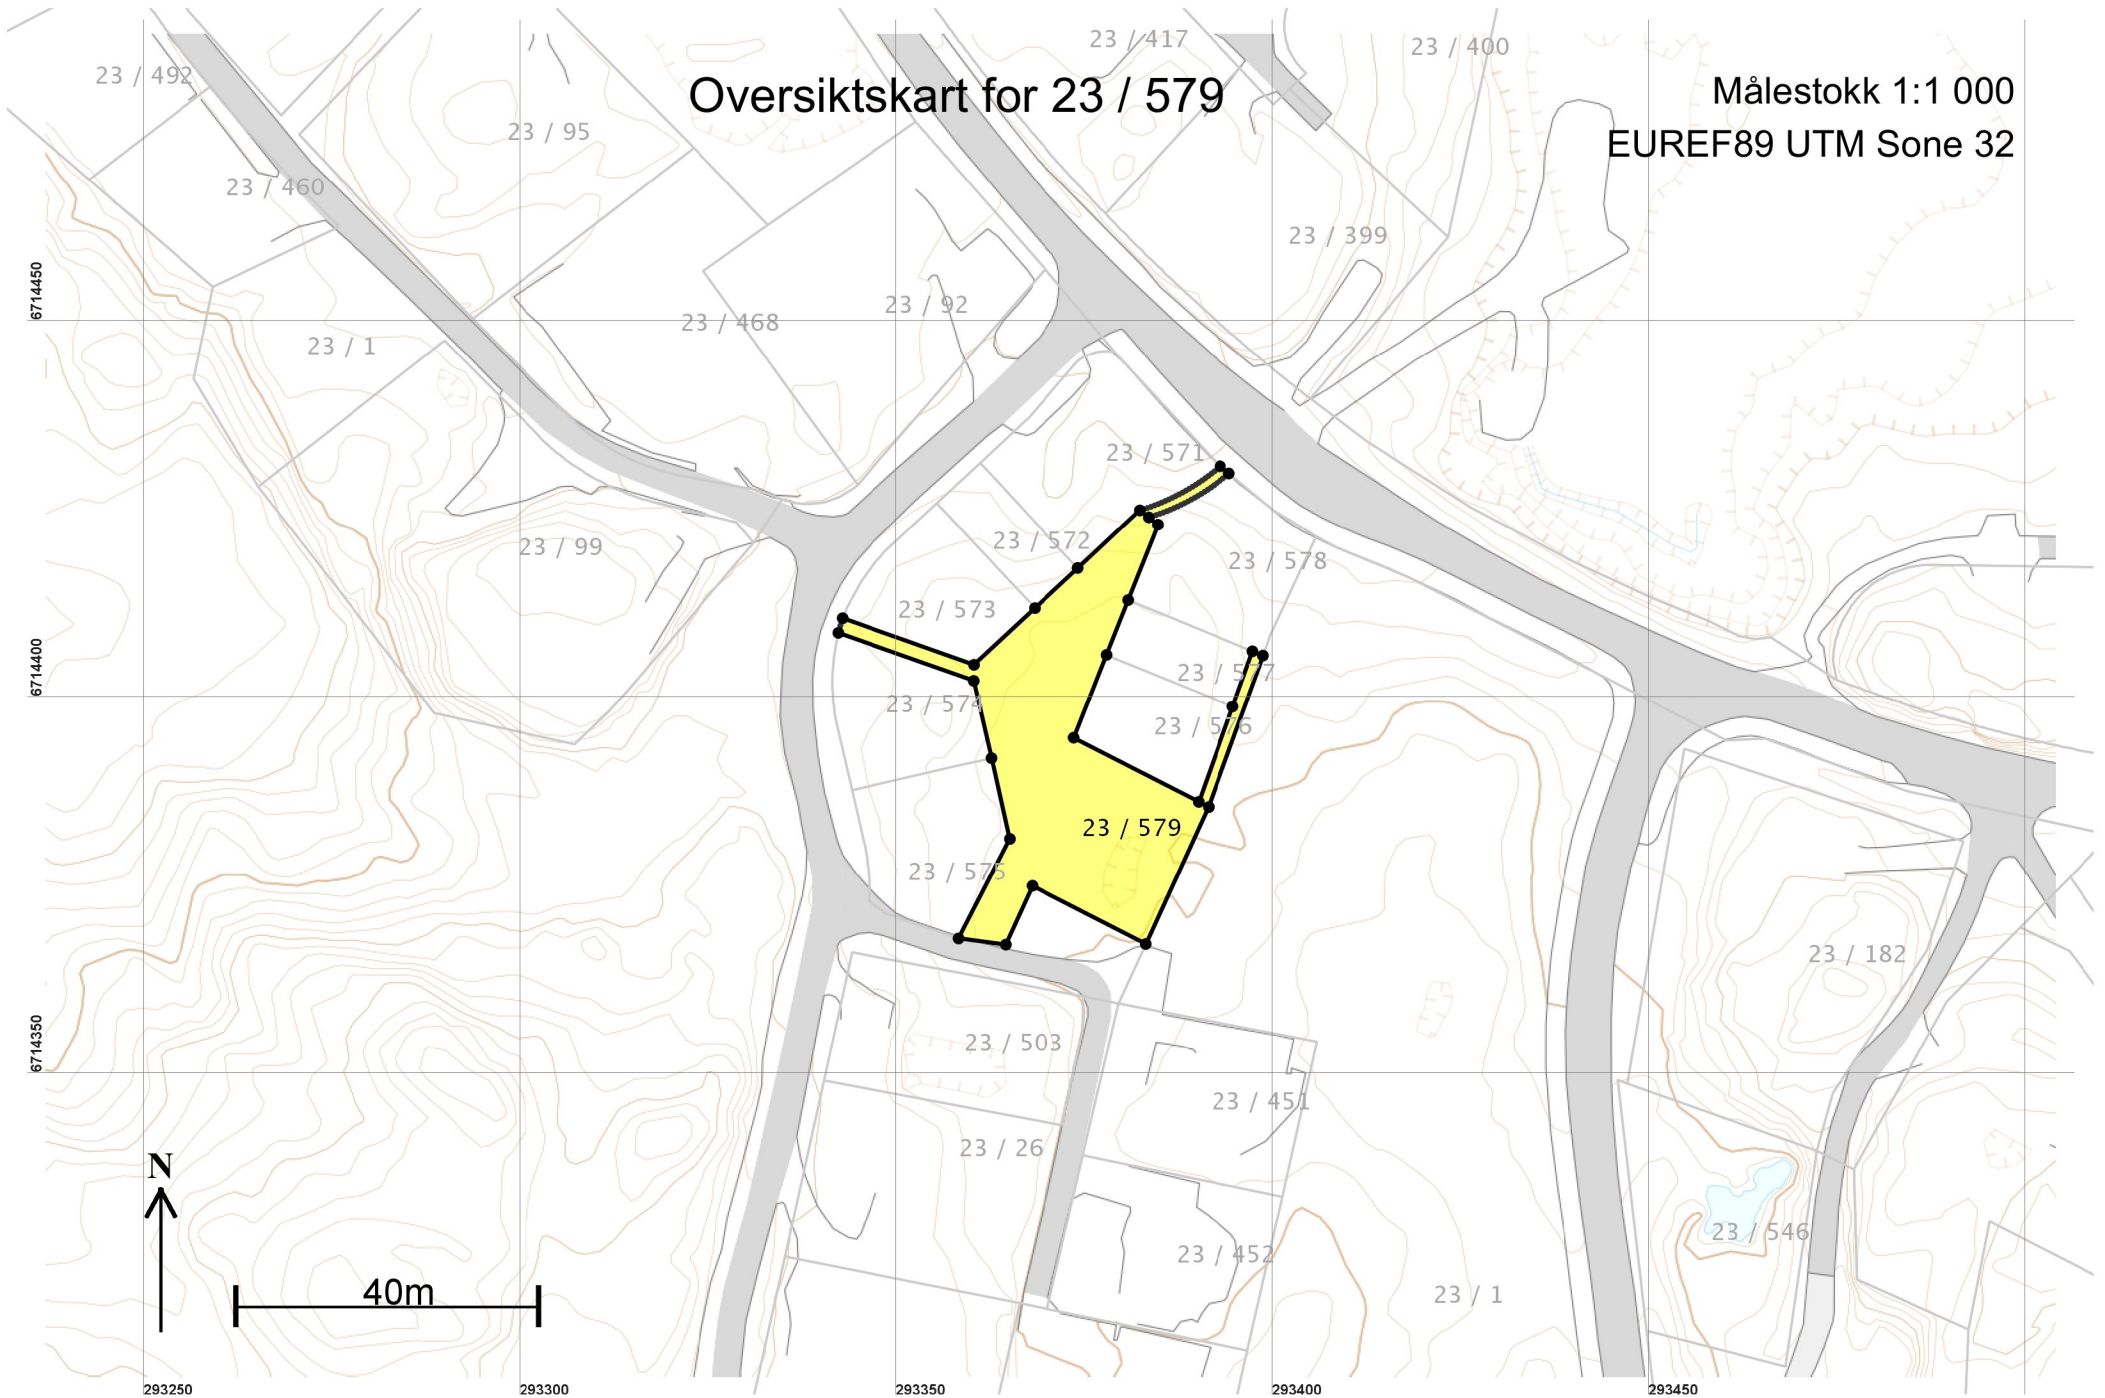 23 / 417
23 / 400
23 / 492
Oversiktskart for 23 / 579
Målestokk 1:1 000
23 / 95
EUREF89 UTM Sone 32
23 / 460
23 / 399
6714450
23 / 92
23 / 468
23 / 1
23 / 571
23 / 572
23 / 99
23 / 578
23 / 573
6714400
23 / 577
23 / 574
23 / 576
23 / 579
23 / 575
23 / 182
6714350
23 / 503
23 / 451
23 / 26
N
23 / 546
23 / 452
40m
23 / 1
293250
293300
293350
293400
293450